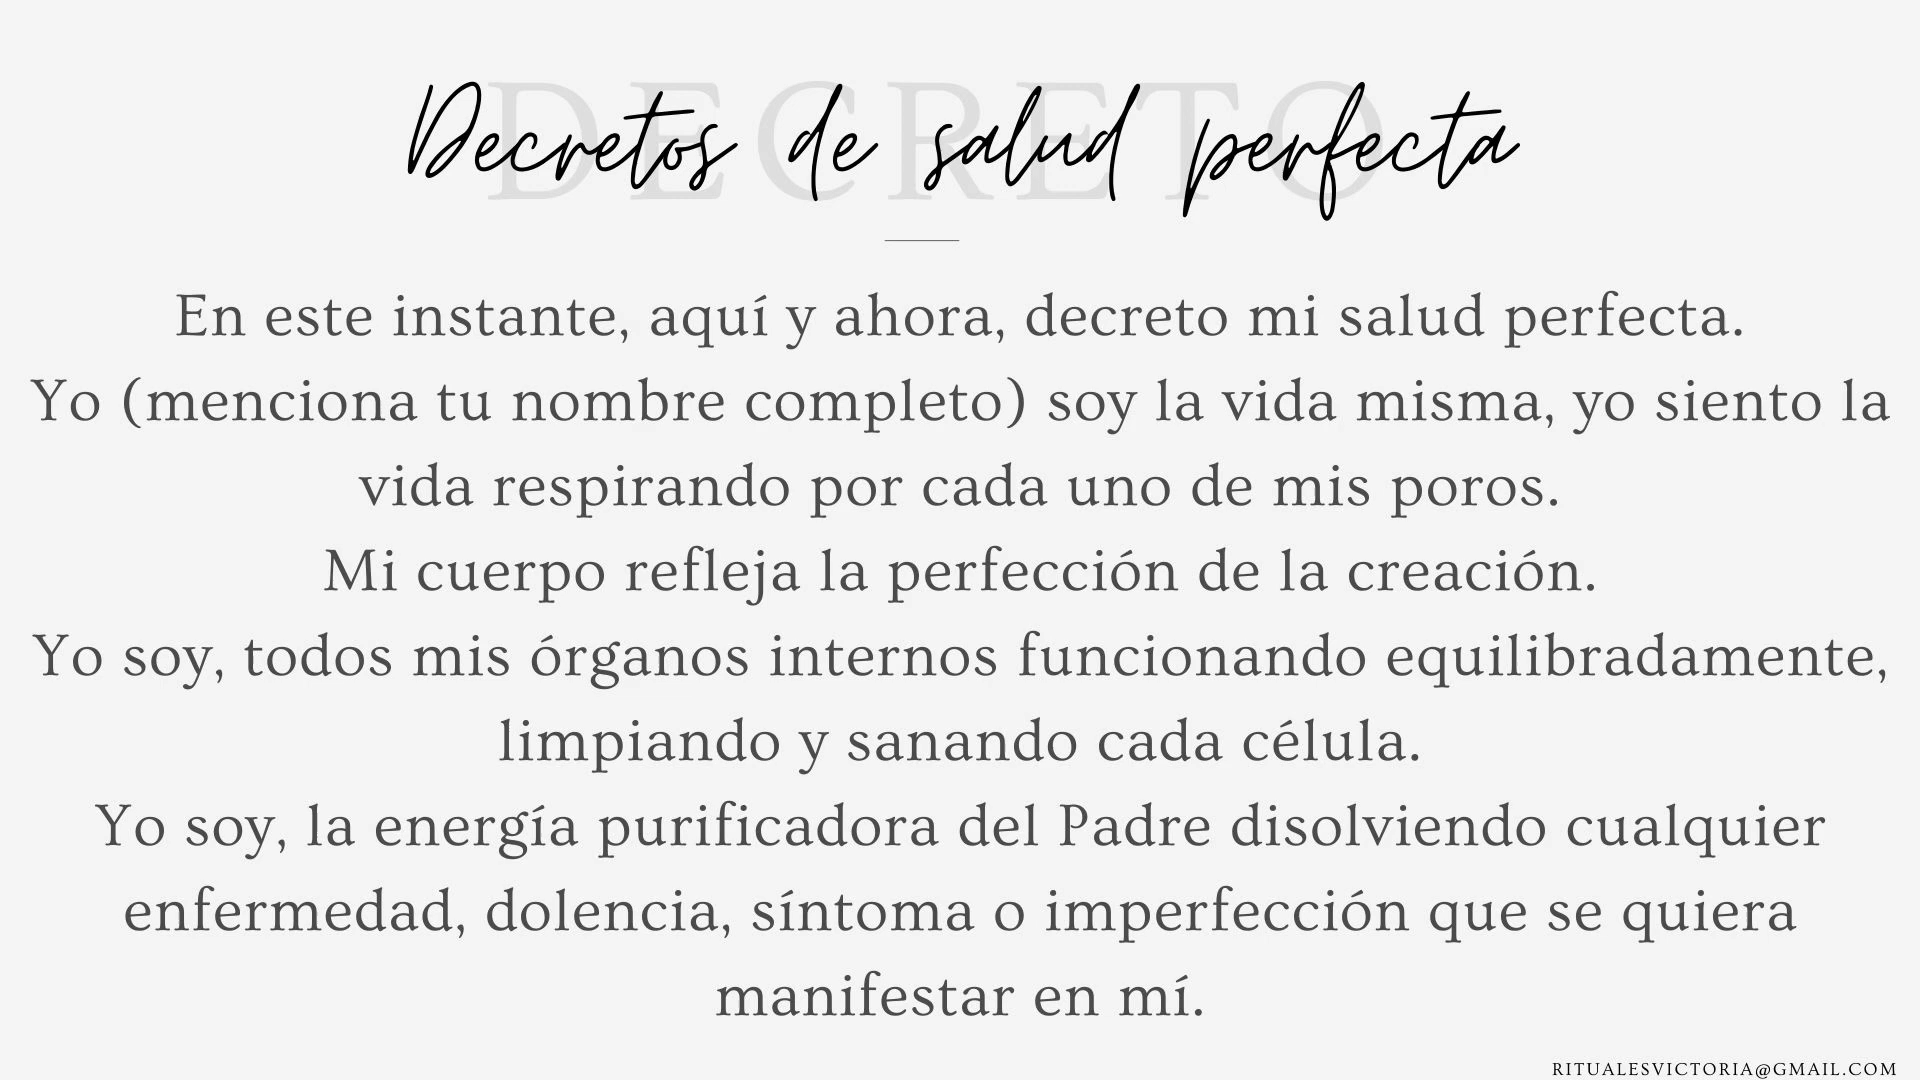 DECRETO
Decretos de salud perfecta
En este instante, aquí y ahora, decreto mi salud perfecta.
Yo (menciona tu nombre completo) soy la vida misma, yo siento la
vida respirando por cada uno de mis poros.
Mi cuerpo refleja la perfección de la creación.
Yo soy, todos mis órganos internos funcionando equilibradamente,
limpiando y sanando cada célula.
Yo soy, la energía purificadora del Padre disolviendo cualquier
enfermedad, dolencia, síntoma o imperfección que se quiera
manifestar en mí.
RITUALESVICTORIA@GMAIL.COM